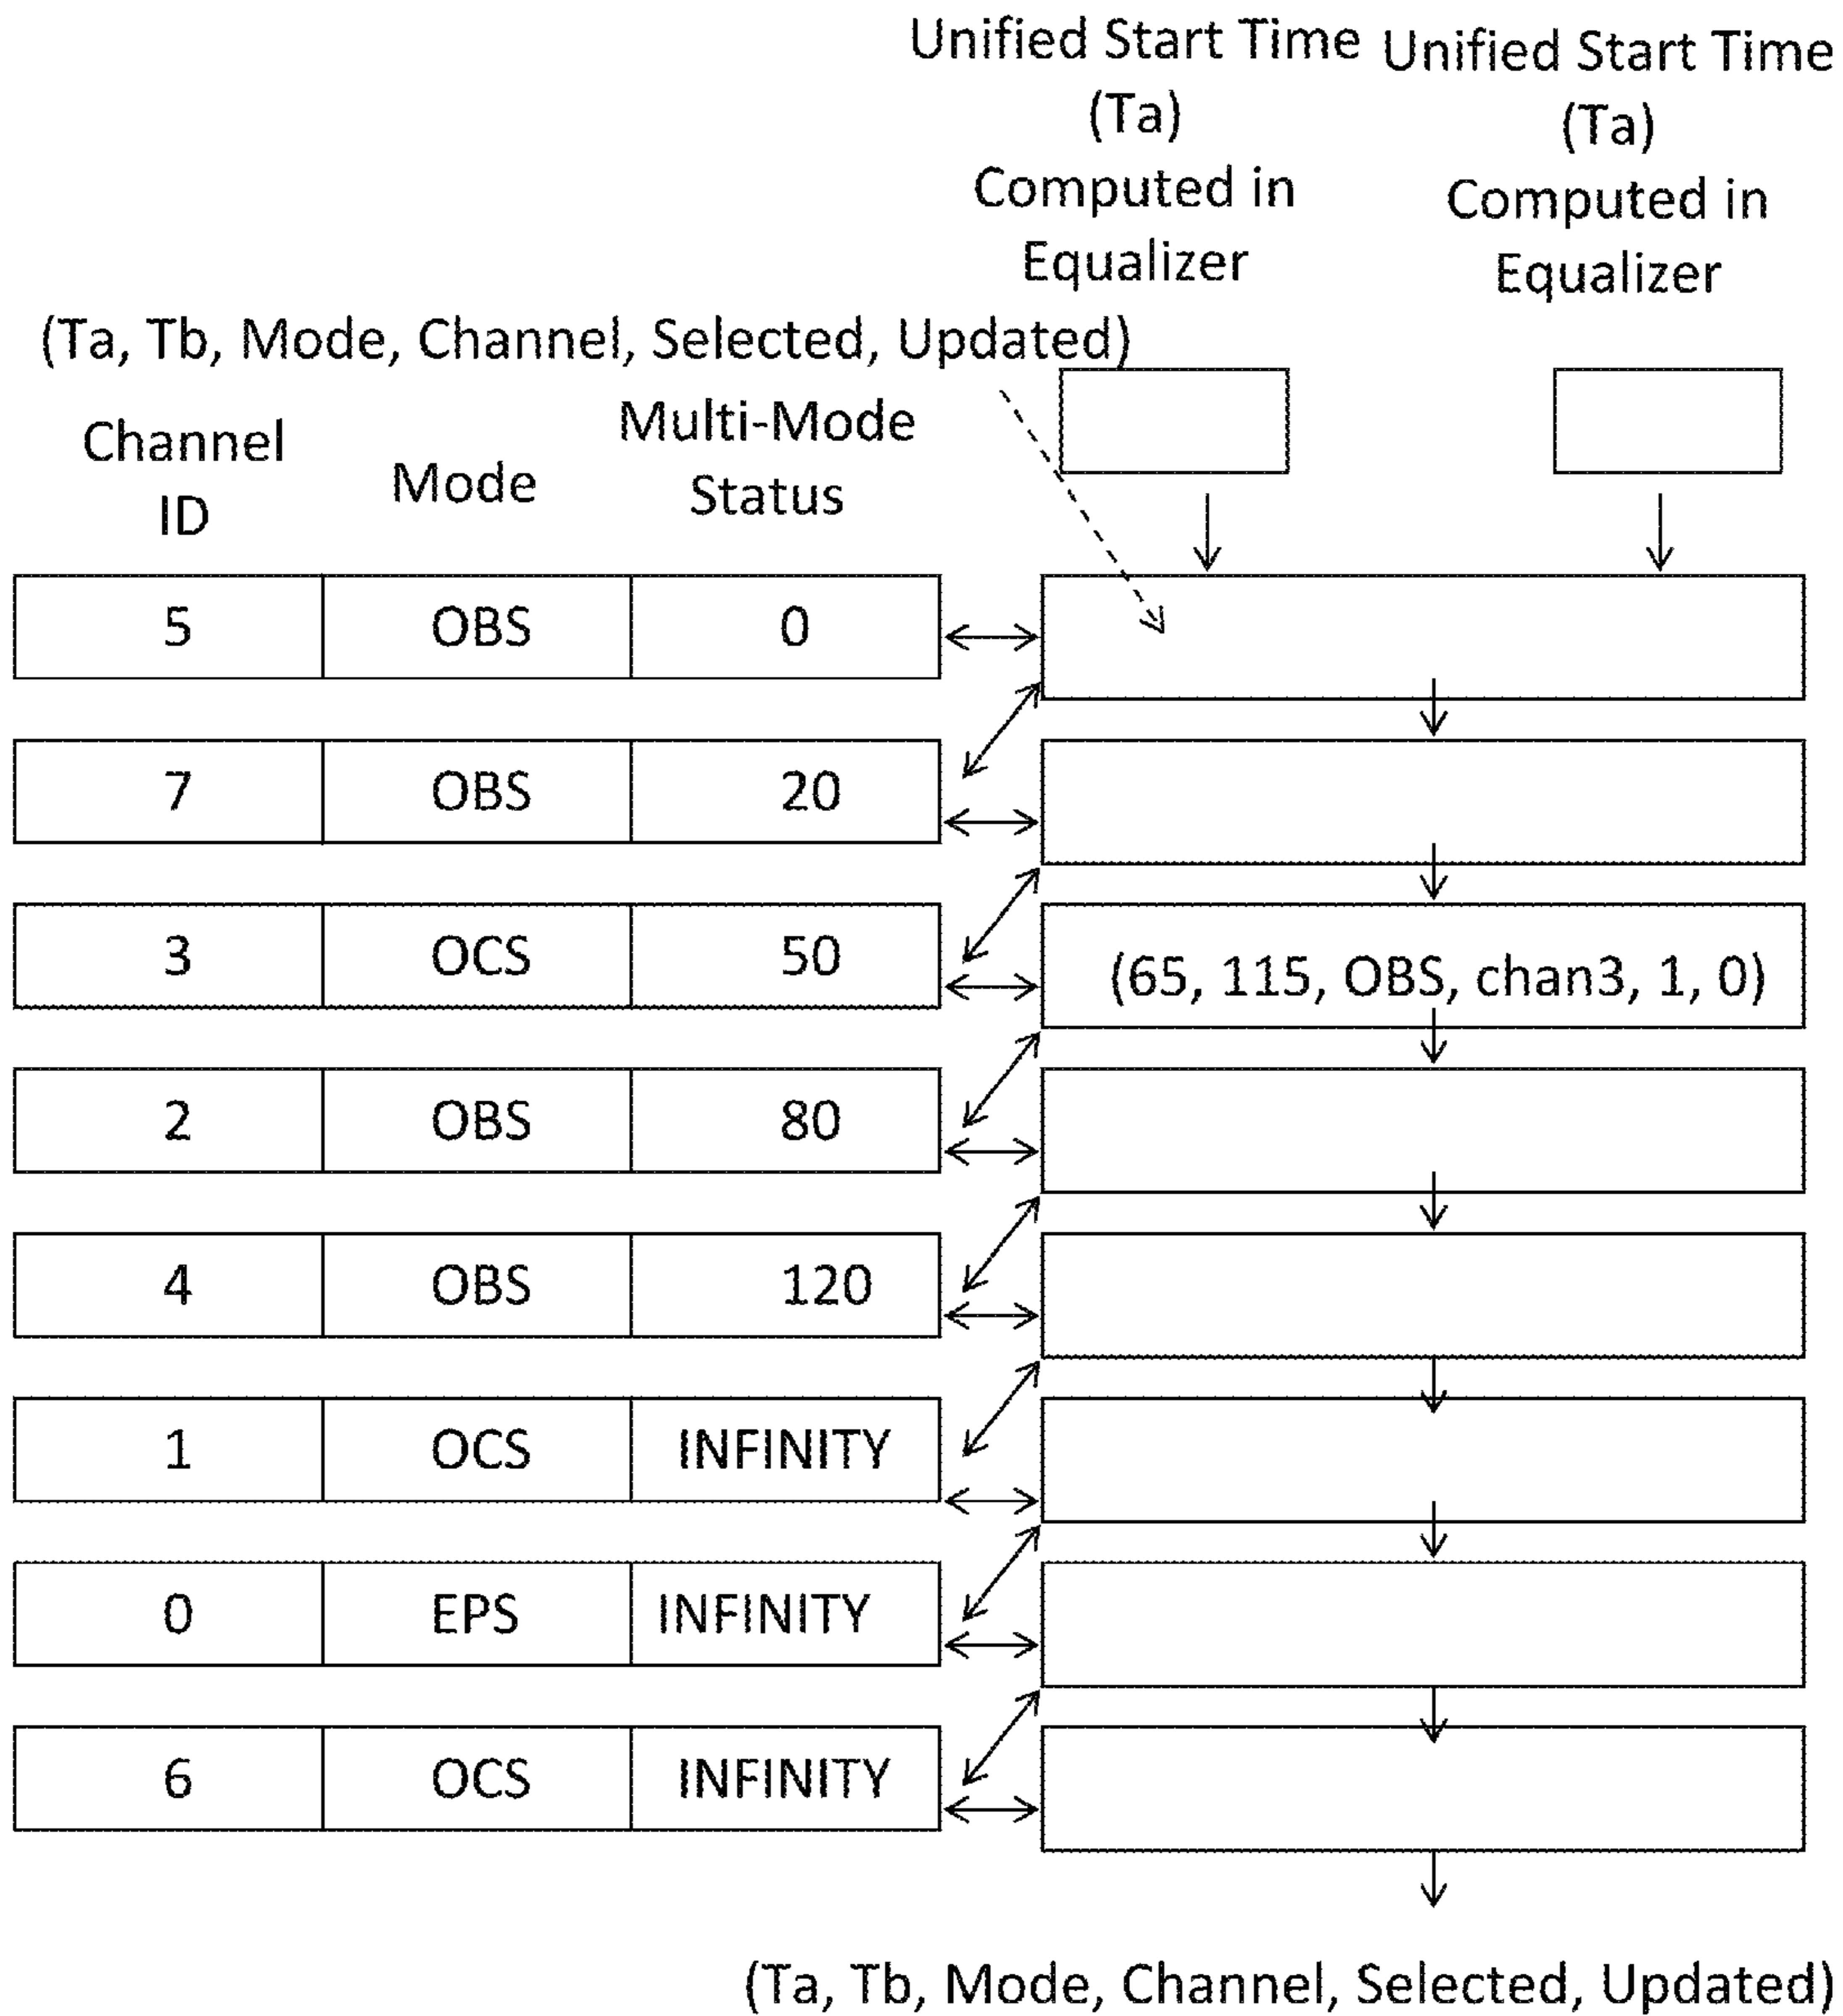 Unified Start Time
(Ta)
Computed in
Equalizer
Unified Start Time
(Ta)
Computed in
Equalizer
(Ta, Tb, Mode, Channel, Selected, Updated)
Channel
ID
Mode
Multi-Mode
Status
5 OBS 0
7 OBS 20
3 OCS 50 (65, 115, OBS, chan3, 1, 0)
2 OBS 80
4 OBS 120
1 OCS INFINITY
0 EPS INFINITY
6 OCS INFINITY
(Ta, Tb, Mode, Channel, Selected, Updated)